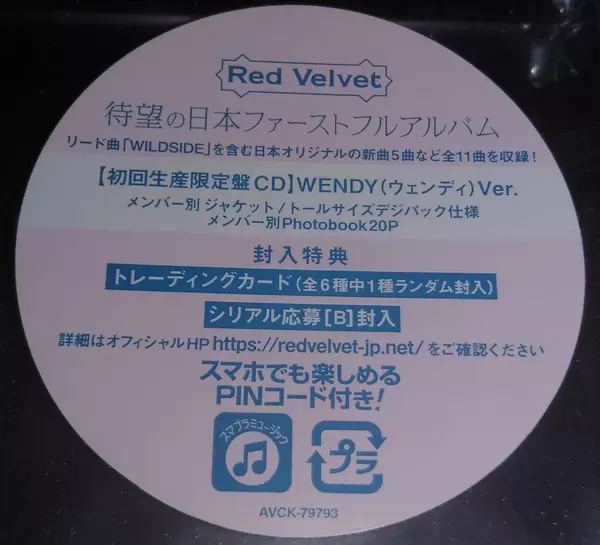 Red Velvet
待望の日本ファーストフルアルバム
リード曲「WILDSIDE」を含む日本オリジナルの新曲5曲など全11曲を収録！
【初回生産限定盤CD】WENDY（ウェンディ）Ver.
メンバー別 ジャケット/トールサイズデジパック仕様
メンバー別Photobook20P
封入特典
トレーディングカード（全6種中1種ランダム封入）
シリアル応募[B]封入
詳細はオフィシャルHP https://redvelvet-jp.net/ をご確認ください
スマホでも楽しめる
PINコード付き！
スマプラミュージック
プラ
AVCK-79793